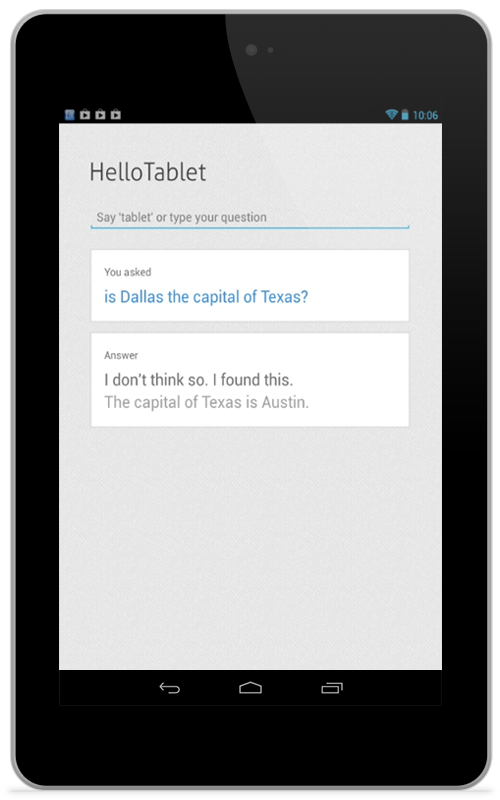 10:06
HelloTablet
Say 'tablet' or type your question
You asked
is Dallas the capital of Texas?
Answer
I don't think so. I found this.
The capital of Texas is Austin.